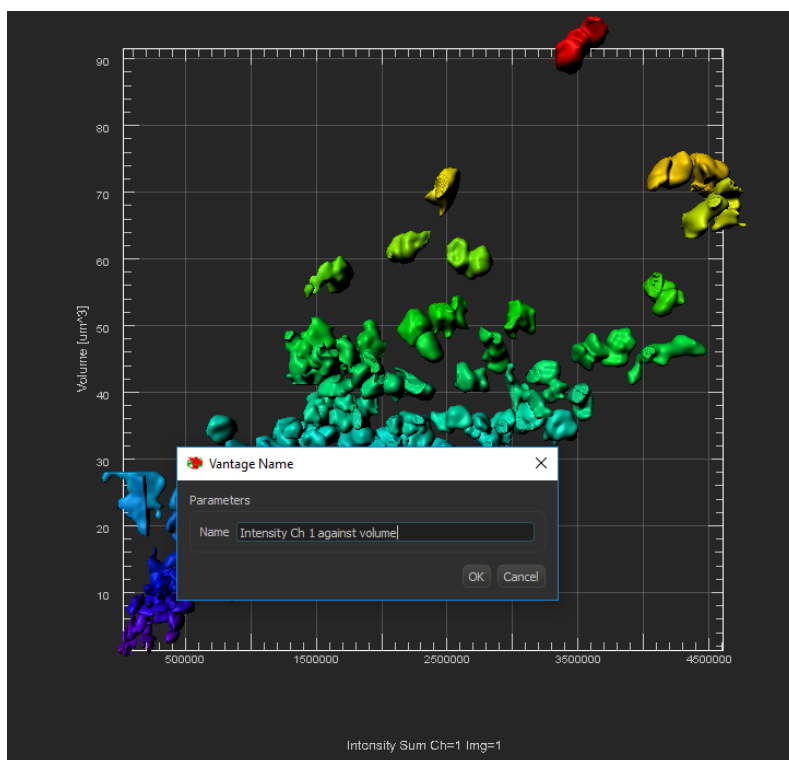 90
80
70
60
50
40
30
20
10
Volume [um^3]
Vantage Name
Parameters
Name Intensity Ch 1 against volume
OK Cancel
500000 1500000 2500000 3500000 4500000
Intensity Sum Ch=1 Img=1